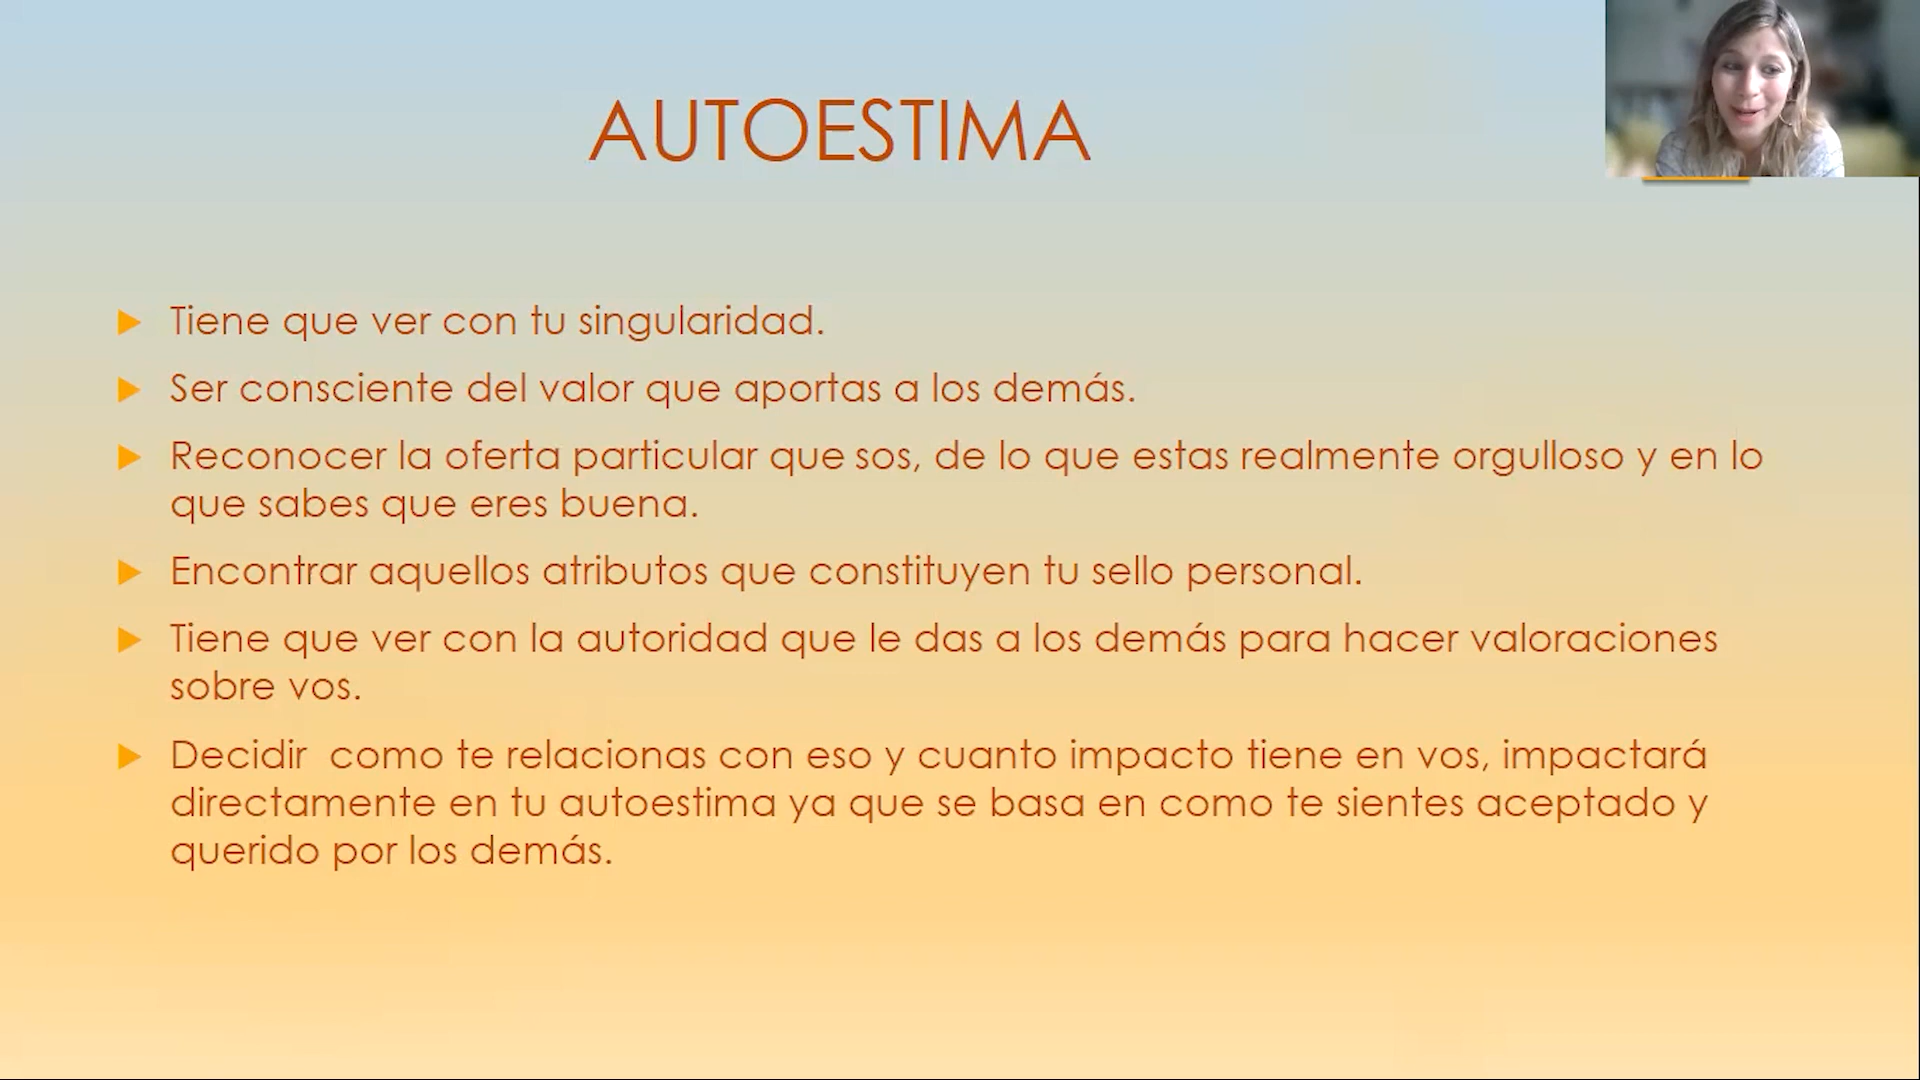 AUTOESTIMA
Tiene que ver con tu singularidad.
Ser consciente del valor que aportas a los demás.
Reconocer la oferta particular que sos, de lo que estas realmente orgulloso y en lo
que sabes que eres buena.
Encontrar aquellos atributos que constituyen tu sello personal.
Tiene que ver con la autoridad que le das a los demás para hacer valoraciones
sobre vos.
Decidir  como te relacionas con eso y cuanto impacto tiene en vos, impactará
directamente en tu autoestima ya que se basa en como te sientes aceptado y
querido por los demás.